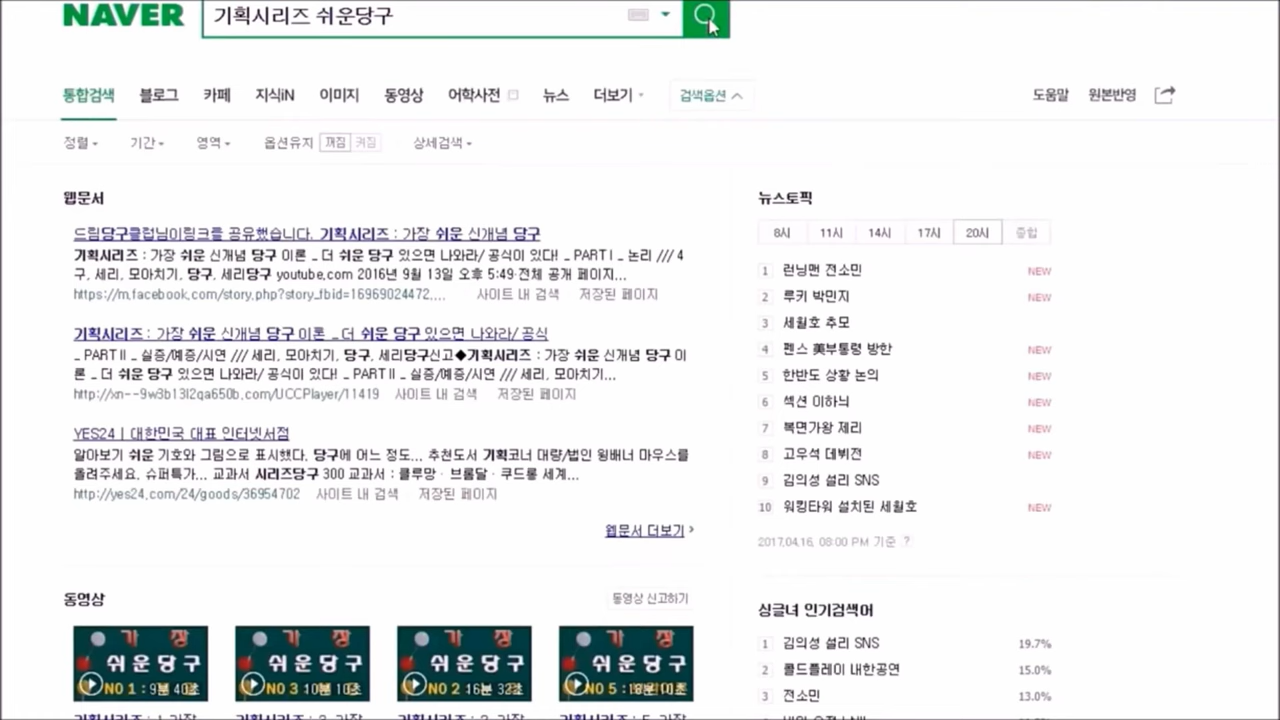 NAVER
기획시리즈 쉬운당구
통합검색 블로그 카페 지식iN 이미지 동영상 어학사전 뉴스 더보기 검색옵션 도움말 원본반영
정렬 기간 영역 옵션유지 꺼짐 켜짐 상세검색
웹문서
드림당구클럽님이링크를 공유했습니다. 기획시리즈 : 가장 쉬운 신개념 당구
기획시리즈 : 가장 쉬운 신개념 당구 이론 _ 더 쉬운 당구 있으면 나와라/ 공식이 있다! _ PART I _ 논리 /// 4
구, 세리, 모아치기, 당구, 세리당구 youtube.com 2016년 9월 13일 오후 5:49·전체 공개 페이지...
https://m.facebook.com/story.php?story_fbid=16969024472.... 사이트 내 검색 저장된 페이지
기획시리즈 : 가장 쉬운 신개념 당구 이론 _ 더 쉬운 당구 있으면 나와라/ 공식
_ PART II _ 실증/예증/시연 /// 세리, 모아치기, 당구, 세리당구신고◆기획시리즈 : 가장 쉬운 신개념 당구 이
론 _ 더 쉬운 당구 있으면 나와라/ 공식이 있다! _ PART II _ 실증/예증/시연 /// 세리, 모아치기...
http://xn--9w3b13l2qa650b.com/UCCPlayer/11419 사이트 내 검색 저장된 페이지
YES24 | 대한민국 대표 인터넷서점
알아보기 쉬운 기호와 그림으로 표시했다. 당구에 어느 정도... 추천도서 기획코너 대량/법인 윙배너 마우스를
올려주세요. 슈퍼특가... 교과서 시리즈당구 300 교과서 : 클루망 · 브롬달 · 쿠드롱 세계...
http://yes24.com/24/goods/36954702 사이트 내 검색 저장된 페이지
웹문서 더보기
동영상 동영상 신고하기
가 장 가 장 가 장 가 장
쉬운당구 쉬운당구 쉬운당구 쉬운당구
NO 1 : 9분 40초 NO 3 10분 10초 NO 2 16분 32초 NO 5 :
뉴스토픽
8시 11시 14시 17시 20시 종합
1 런닝맨 전소민 NEW
2 루키 박민지 NEW
3 세월호 추모
4 펜스 美부통령 방한 NEW
5 한반도 상황 논의 NEW
6 섹션 이하늬 NEW
7 복면가왕 제리 NEW
8 고우석 데뷔전 NEW
9 김의성 설리 SNS
10 워킹타워 설치된 세월호 NEW
2017.04.16. 08:00 PM 기준 ?
싱글녀 인기검색어
1 김의성 설리 SNS 19.7%
2 콜드플레이 내한공연 15.0%
3 전소민 13.0%